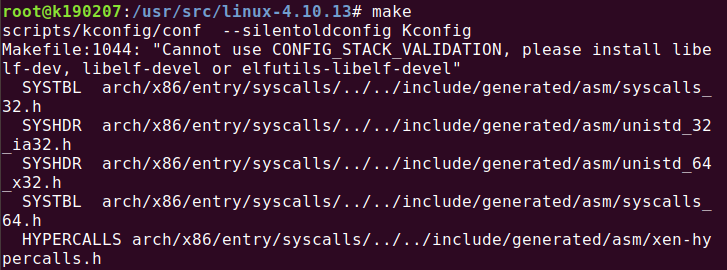 root@k190207:/usr/src/linux-4.10.13# make
scripts/kconfig/conf  --silentoldconfig Kconfig
Makefile:1044: "Cannot use CONFIG_STACK_VALIDATION, please install libe
lf-dev, libelf-devel or elfutils-libelf-devel"
  SYSTBL  arch/x86/entry/syscalls/../../include/generated/asm/syscalls_
32.h
  SYSHDR  arch/x86/entry/syscalls/../../include/generated/asm/unistd_32
_ia32.h
  SYSHDR  arch/x86/entry/syscalls/../../include/generated/asm/unistd_64
_x32.h
  SYSTBL  arch/x86/entry/syscalls/../../include/generated/asm/syscalls_
64.h
  HYPERCALLS arch/x86/entry/syscalls/../../include/generated/asm/xen-hy
percalls.h